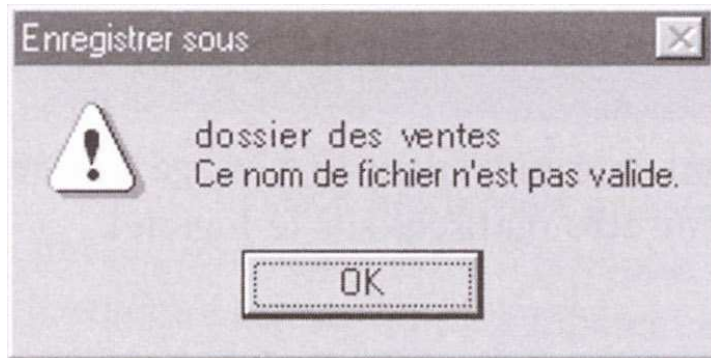 Enregistrer sous
dossier des ventes
Ce nom de fichier n'est pas valide.
OK